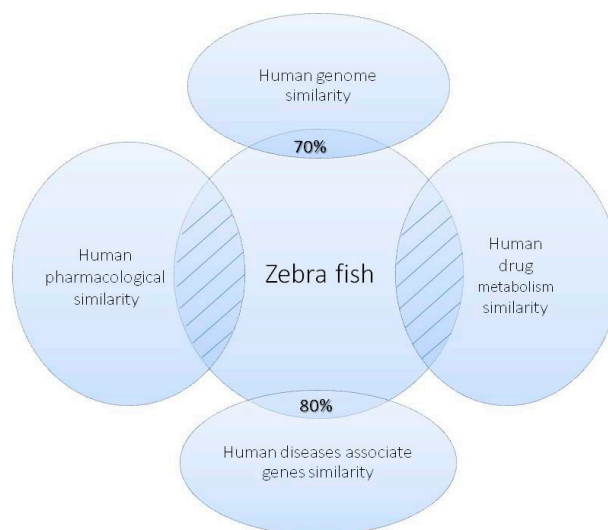 Human genome
similarity
70%
Human
pharmacological
similarity
Zebra fish
Human
drug
metabolism
similarity
80%
Human diseases associate
genes similarity